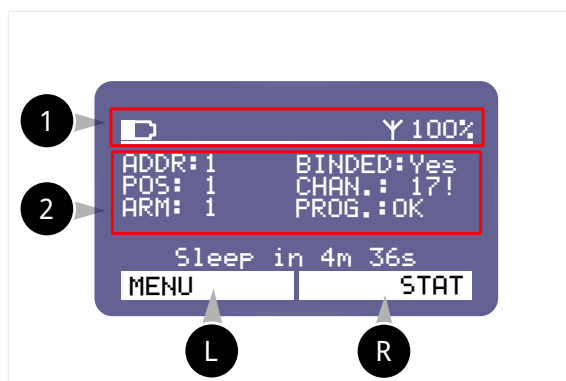 1
100%
ADDR:1 BINDED:Yes
POS: 1 CHAN.: 17!
ARM: 1 PROG.:OK
2
Sleep in 4m 36s
MENU STAT
L R